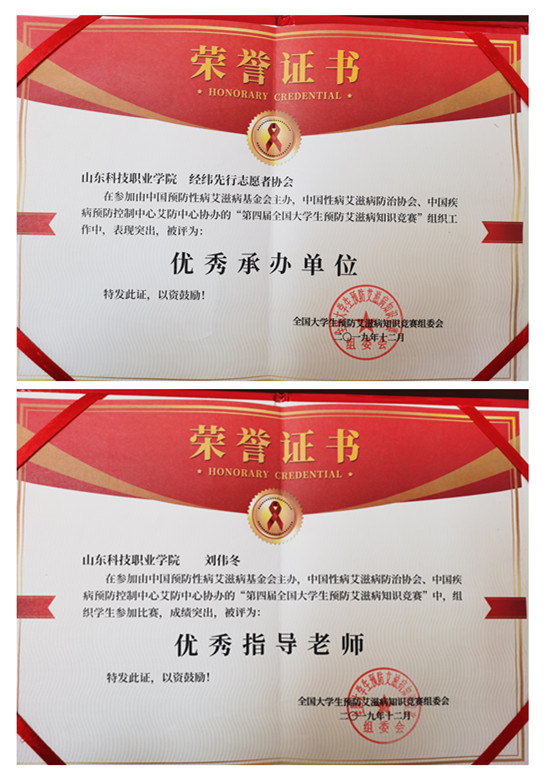 荣誉证书
HONORARY CREDENTIAL
山东科技职业学院 经纬先行志愿者协会
在参加由中国预防性病艾滋病基金会主办，中国性病艾滋病防治协会、中国疾
病预防控制中心艾防中心协办的“第四届全国大学生预防艾滋病知识竞赛”组织工
作中，表现突出，被评为：
优秀承办单位
特发此证，以资鼓励！
全国大学生预防艾滋病知识竞赛组委会
二〇一九年十二月
组委会
荣誉证书
HONORARY CREDENTIAL
山东科技职业学院 刘伟冬
在参加由中国预防性病艾滋病基金会主办，中国性病艾滋病防治协会、中国疾
病预防控制中心艾防中心协办的“第四届全国大学生预防艾滋病知识竞赛”中，组
织学生参加比赛，成绩突出，被评为：
优秀指导老师
特发此证，以资鼓励！
全国大学生预防艾滋病知识竞赛组委会
二〇一九年十二月
组委会